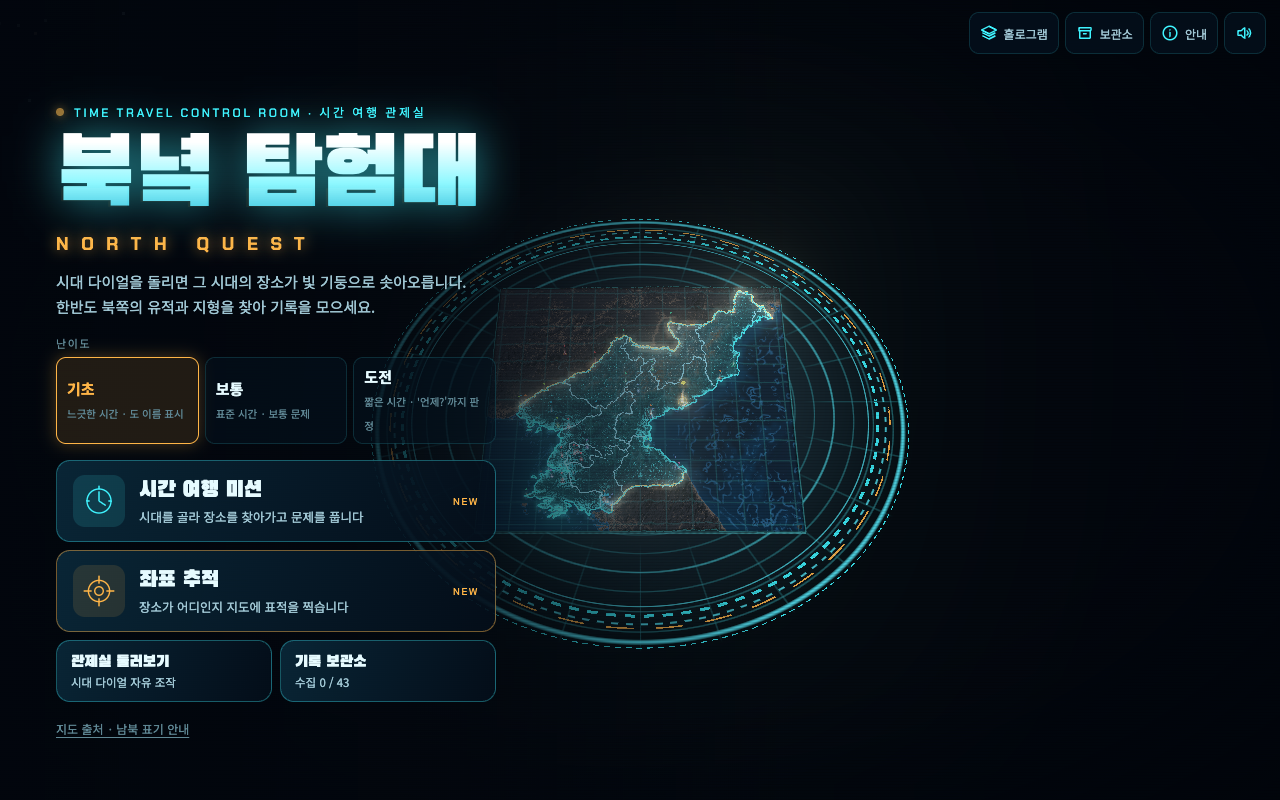 홀로그램
보관소
안내
TIME TRAVEL CONTROL ROOM · 시간 여행 관제실
북녘 탐험대
NORTH QUEST
시대 다이얼을 돌리면 그 시대의 장소가 빛 기둥으로 솟아오릅니다.
한반도 북쪽의 유적과 지형을 찾아 기록을 모으세요.
난이도
기초
느긋한 시간 · 도 이름 표시
보통
표준 시간 · 보통 문제
도전
짧은 시간 · '언제?'까지 판
정
시간 여행 미션
시대를 골라 장소를 찾아가고 문제를 풉니다
NEW
좌표 추적
장소가 어디인지 지도에 표적을 찍습니다
NEW
관제실 둘러보기
시대 다이얼 자유 조작
기록 보관소
수집 0 / 43
지도 출처 · 남북 표기 안내